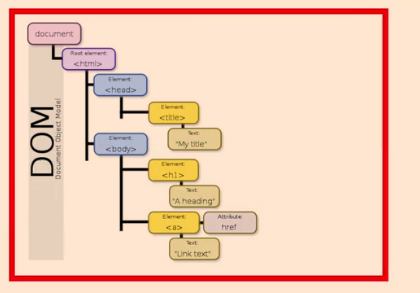 document
Root element:
<html>
Element:
<head>
Element:
<title>
Text:
"My title"
Element:
<body>
Element:
<h1>
Text:
"A heading"
Element:
<a>
Attribute:
href
Text:
"Link text"
DOM
Document Object Model